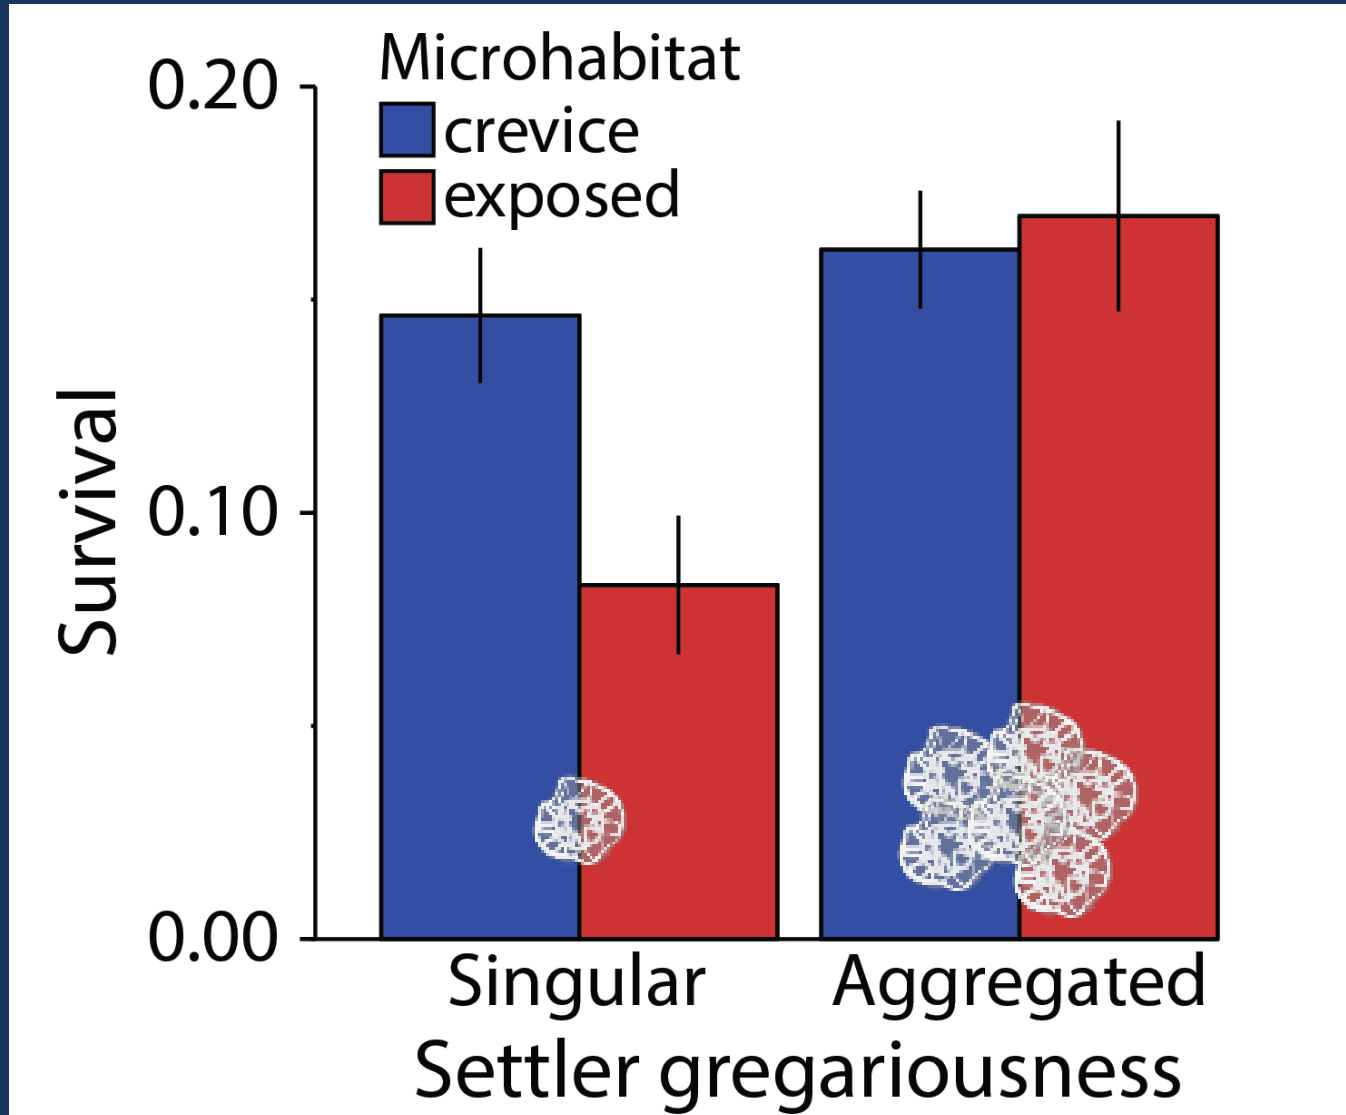 Microhabitat
crevice
exposed
0.20
0.10
0.00
Survival
Singular
Aggregated
Settler gregariousness